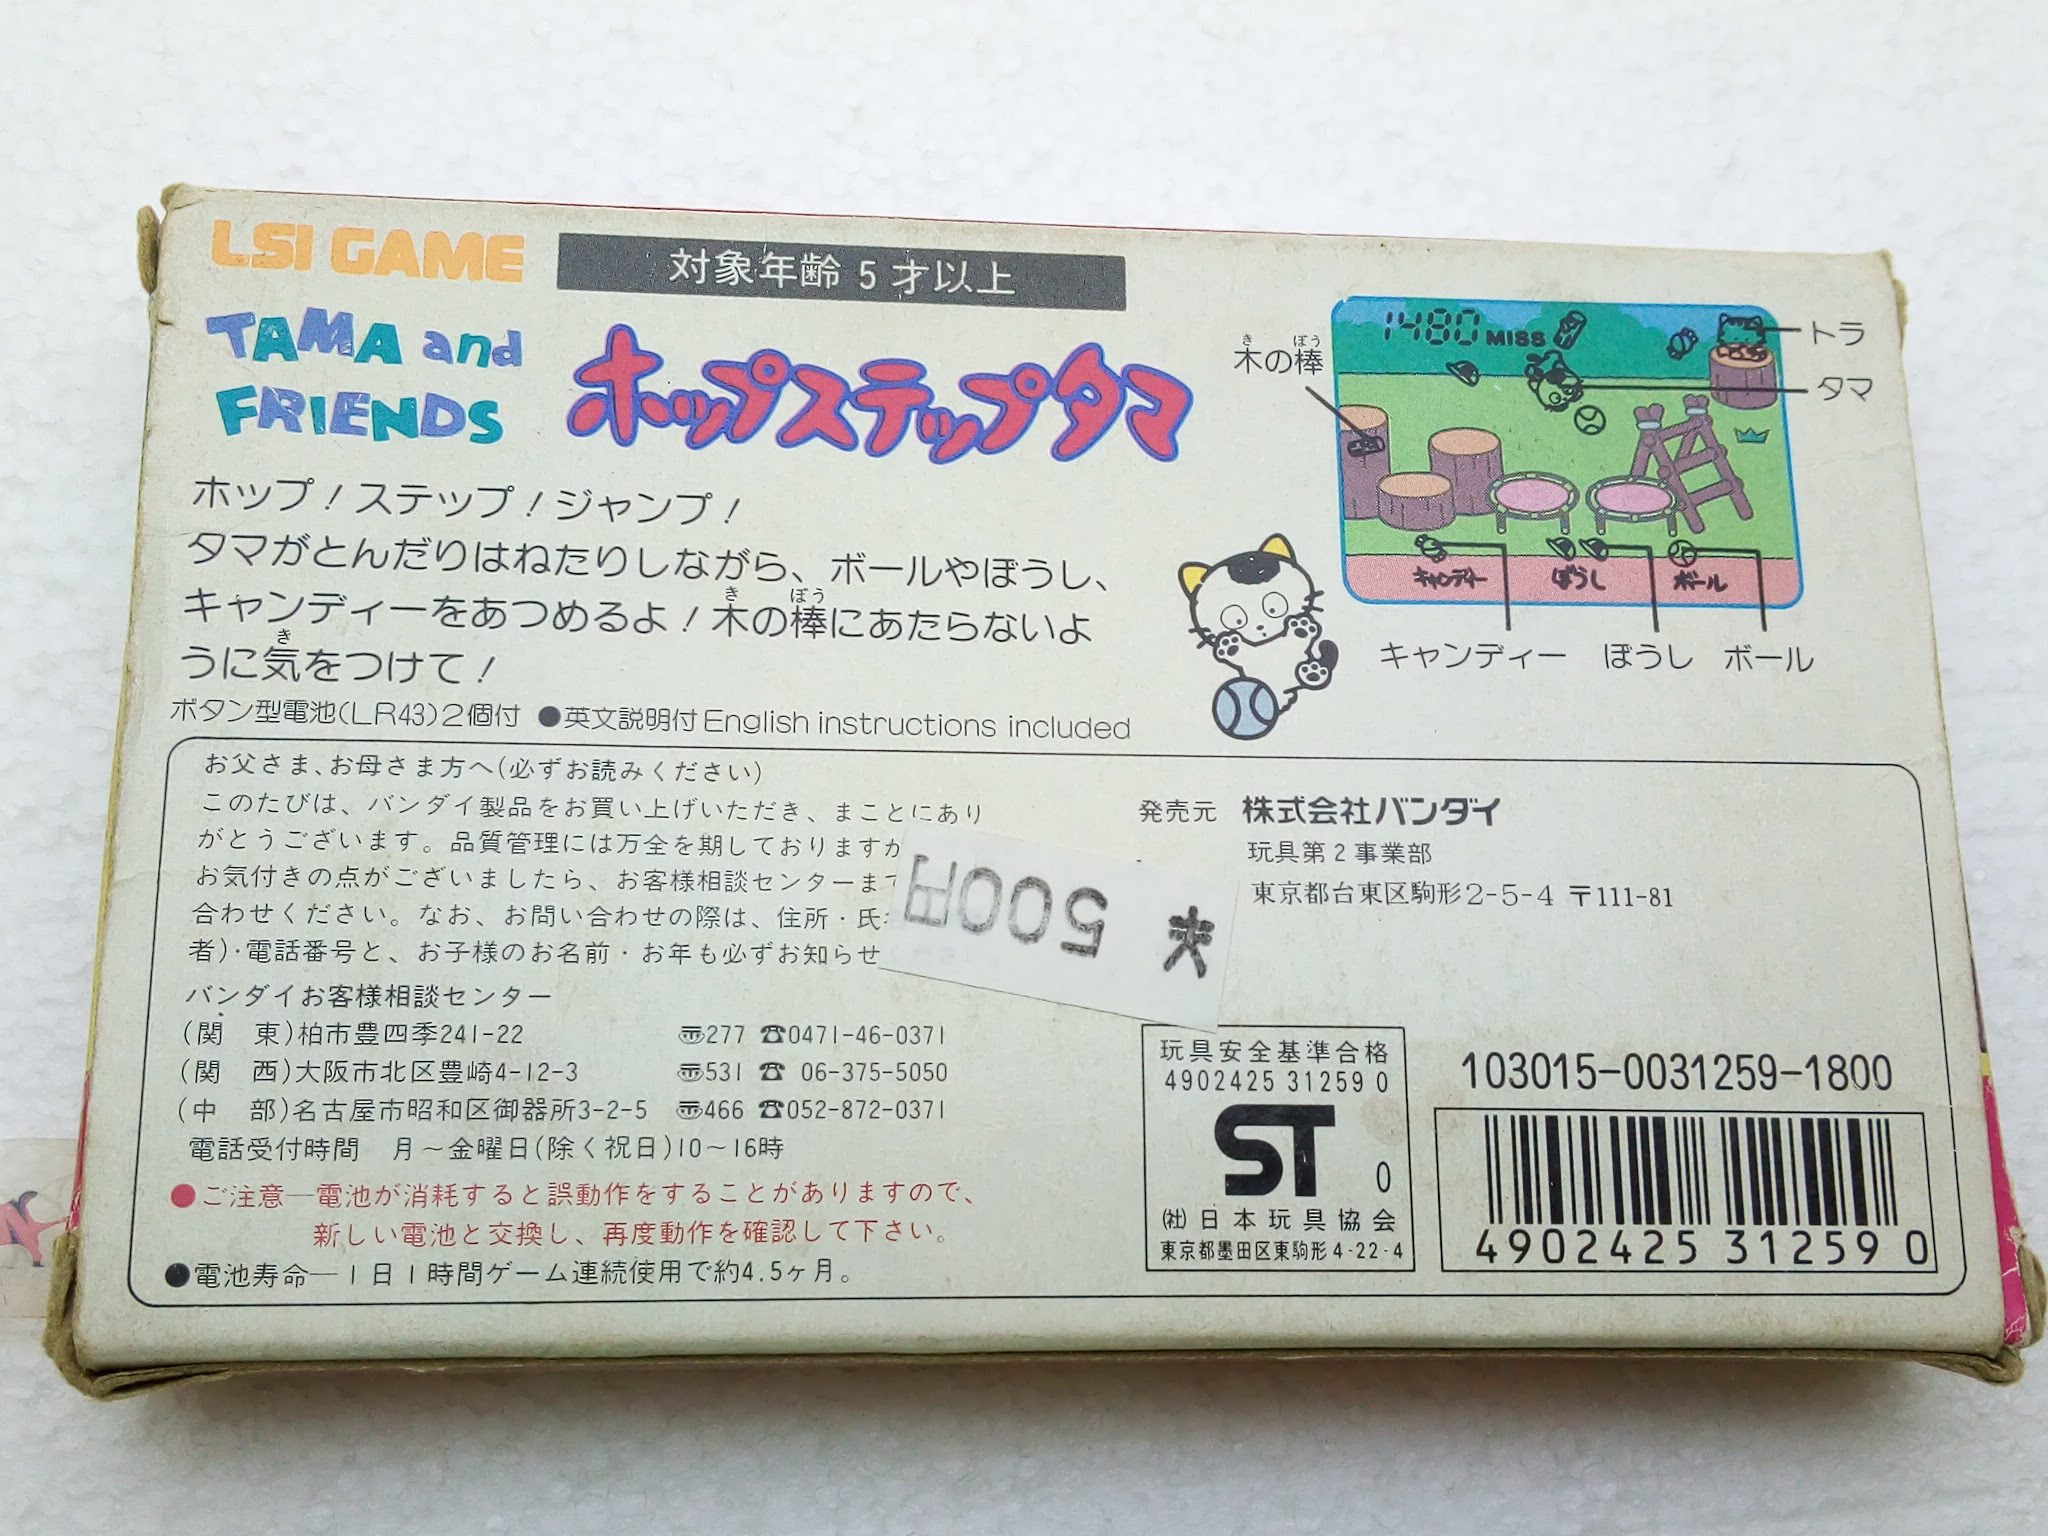 LSI GAME
対象年齢 5 才以上
TAMA and
FRIENDS
ホップステップタマ
ホップ！ステップ！ジャンプ！
タマがとんだりはねたりしながら、ボールやぼうし、
キャンディーをあつめるよ！木の棒にあたらないよ
き ぼう
うに気をつけて！
き
ボタン型電池(LR43)2個付 ●英文説明付 English instructions included
1480 MISS
き ぼう
木の棒
トラ
タマ
キャンディー ぼうし ボール
キャンディー ぼうし ボール
お父さま、お母さま方へ(必ずお読みください)
このたびは、バンダイ製品をお買い上げいただき、まことにあり
がとうございます。品質管理には万全を期しておりますが
お気付きの点がございましたら、お客様相談センターまで
合わせください。なお、お問い合わせの際は、住所・氏
者)・電話番号と、お子様のお名前・お年も必ずお知らせ
バンダイお客様相談センター
(関 東)柏市豊四季241-22 〠277 ☎0471-46-0371
(関 西)大阪市北区豊崎4-12-3 〠531 ☎ 06-375-5050
(中 部)名古屋市昭和区御器所3-2-5 〠466 ☎052-872-0371
電話受付時間 月～金曜日(除く祝日)10～16時
●ご注意―電池が消耗すると誤動作をすることがありますので、
新しい電池と交換し、再度動作を確認して下さい。
●電池寿命―1日1時間ゲーム連続使用で約4.5ヶ月。
500円
発売元 株式会社バンダイ
玩具第2事業部
東京都台東区駒形2-5-4 〒111-81
玩具安全基準合格
4902425 312590
ST
0
(社)日本玩具協会
東京都墨田区東駒形4-22-4
103015-0031259-1800
4902425 312590